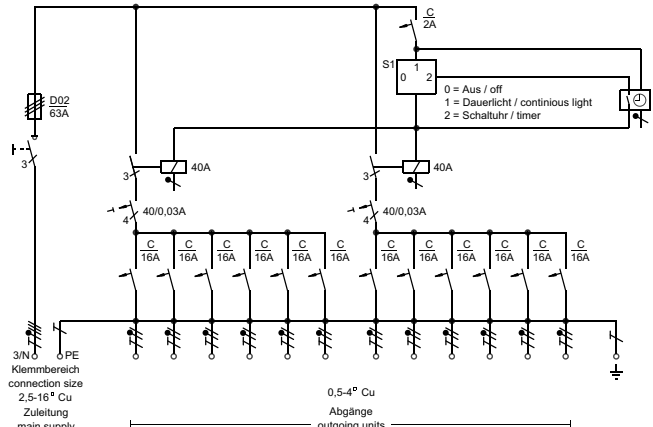 C
2A
S1
1
0
2
0 = Aus / off
1 = Dauerlicht / continious light
2 = Schaltuhr / timer
D02
63A
3
3
40A
3
40A
4
40/0,03A
4
40/0,03A
C
16A
C
16A
C
16A
C
16A
C
16A
C
16A
C
16A
C
16A
C
16A
C
16A
C
16A
C
16A
3/N
PE
Klemmbereich
connection size
2,5-16 Cu
Zuleitung
main supply
0,5-4 Cu
Abgänge
outgoing units